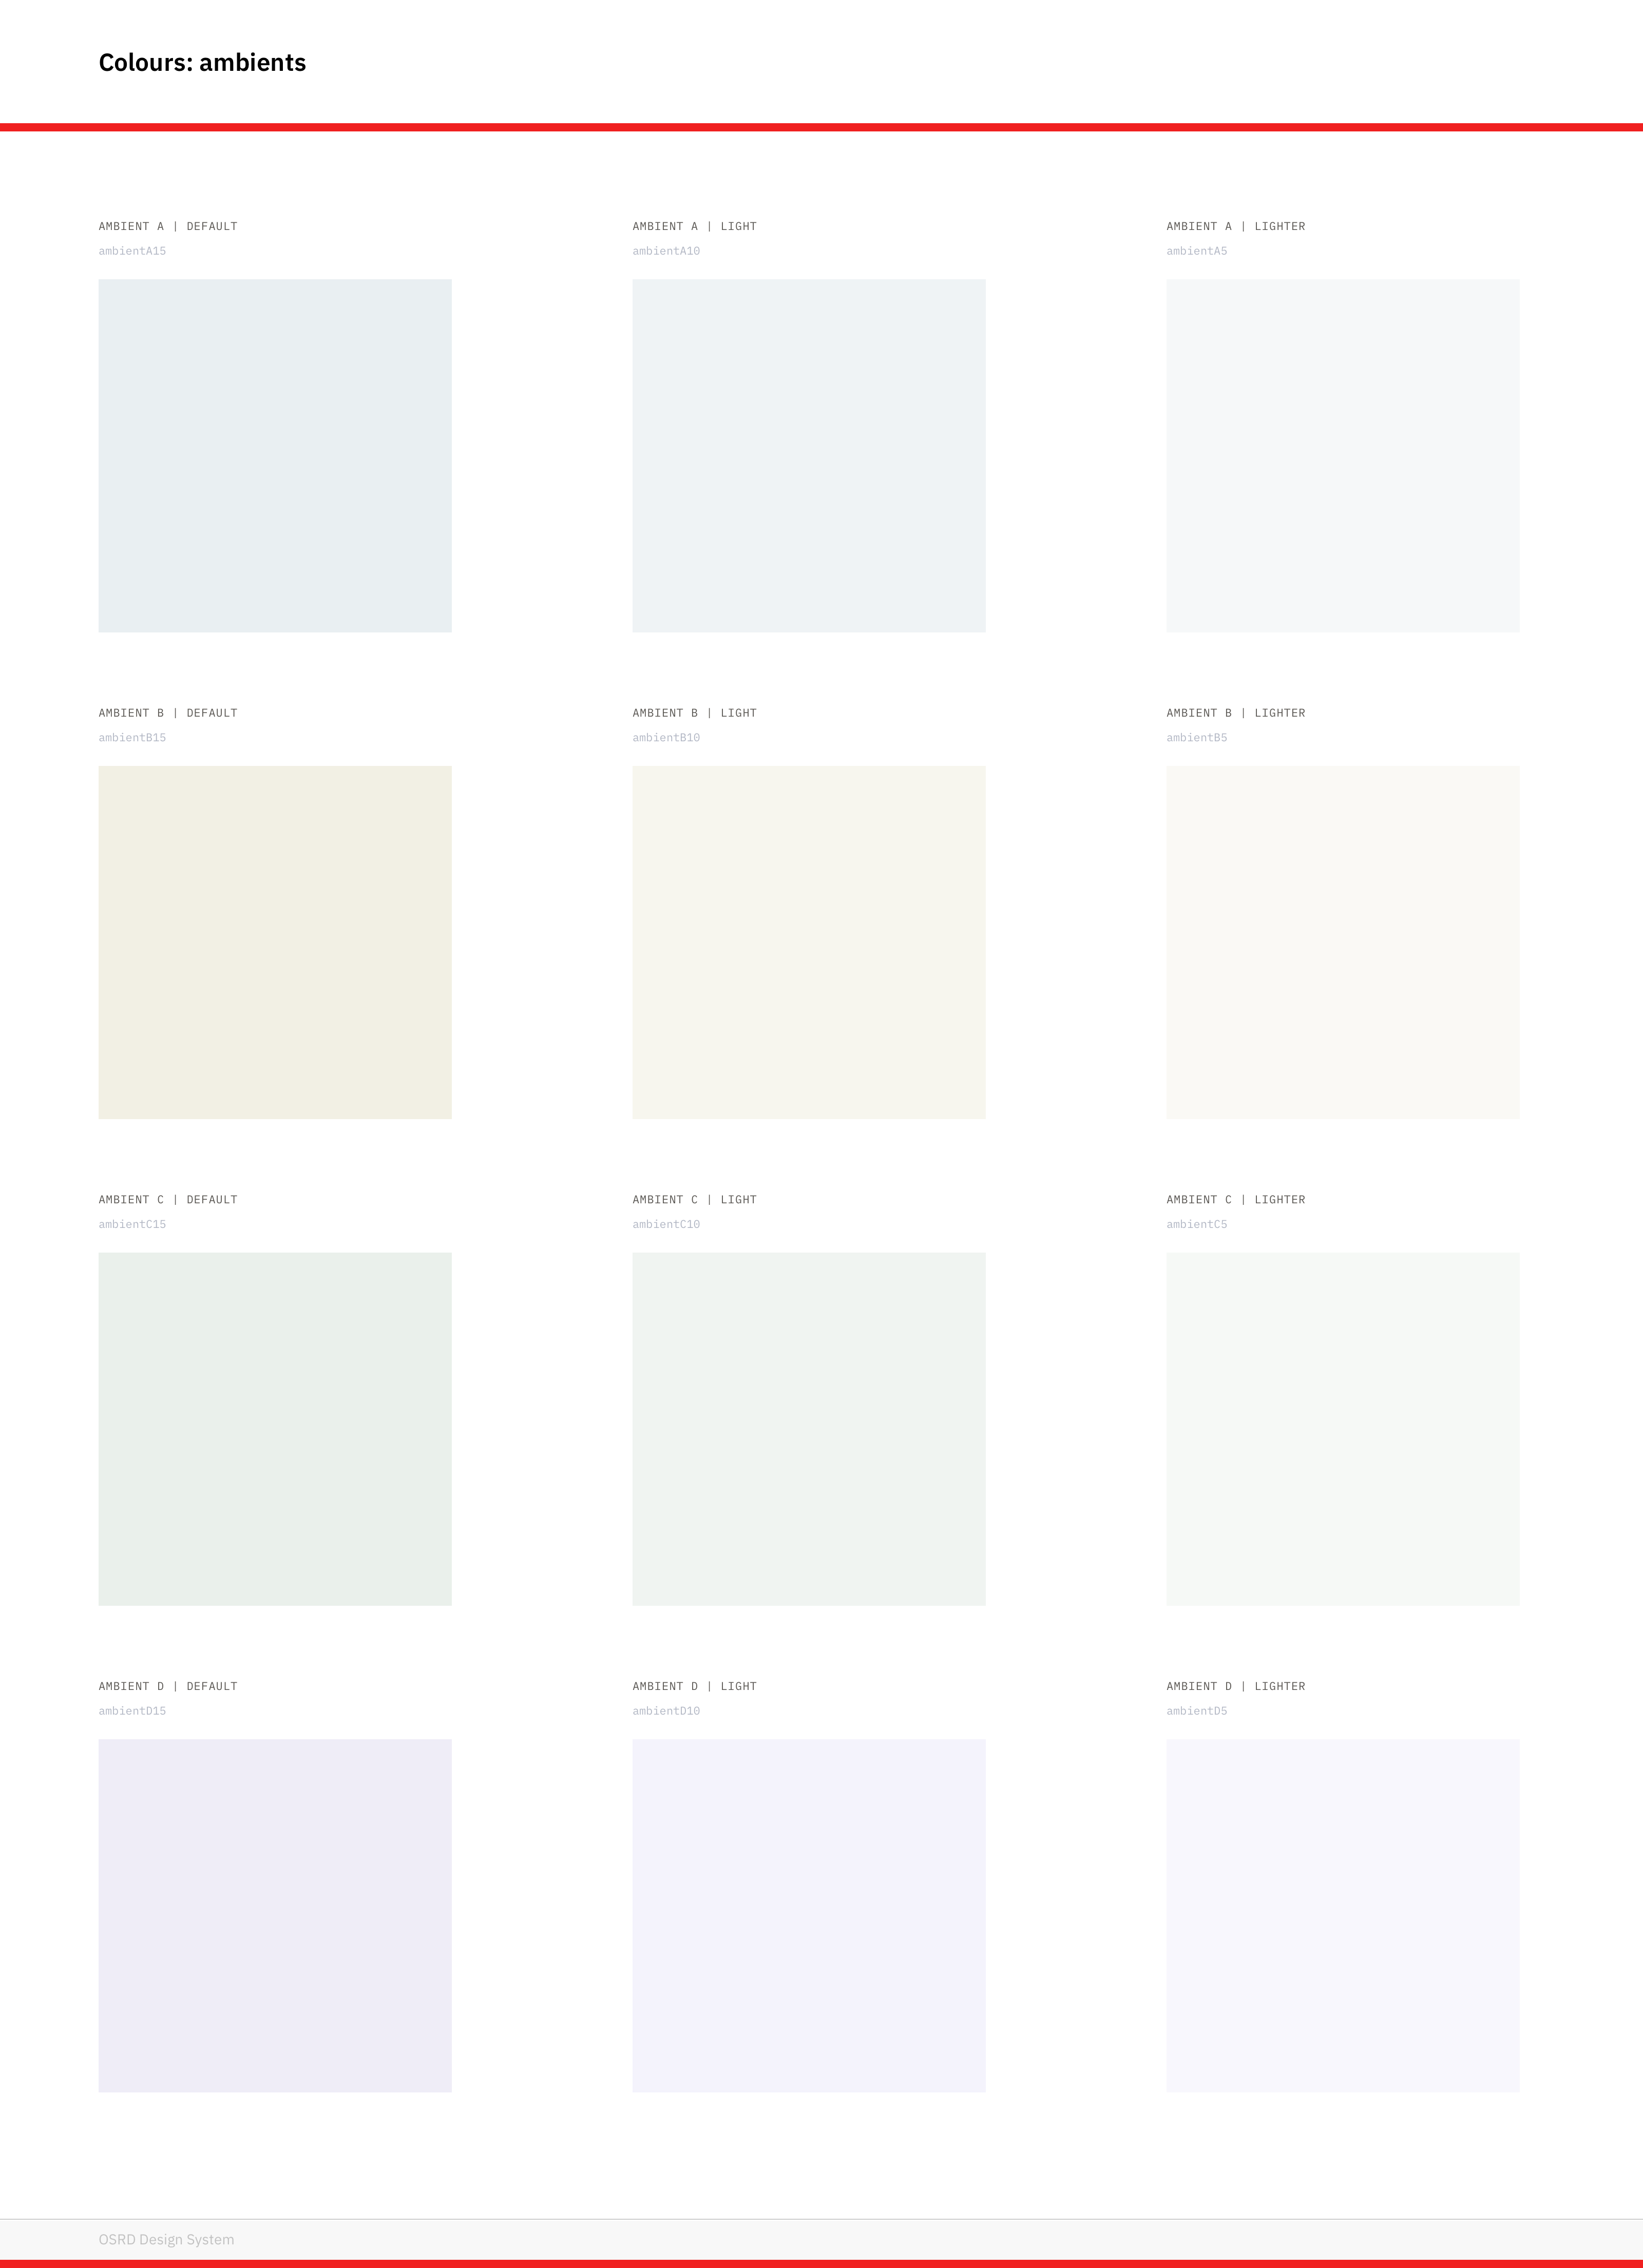 Colours: ambients
AMBIENT A | DEFAULT
ambientA15
AMBIENT A | LIGHT
ambientA10
AMBIENT A | LIGHTER
ambientA5
AMBIENT B | DEFAULT
ambientB15
AMBIENT B | LIGHT
ambientB10
AMBIENT B | LIGHTER
ambientB5
AMBIENT C | DEFAULT
ambientC15
AMBIENT C | LIGHT
ambientC10
AMBIENT C | LIGHTER
ambientC5
AMBIENT D | DEFAULT
ambientD15
AMBIENT D | LIGHT
ambientD10
AMBIENT D | LIGHTER
ambientD5
OSRD Design System